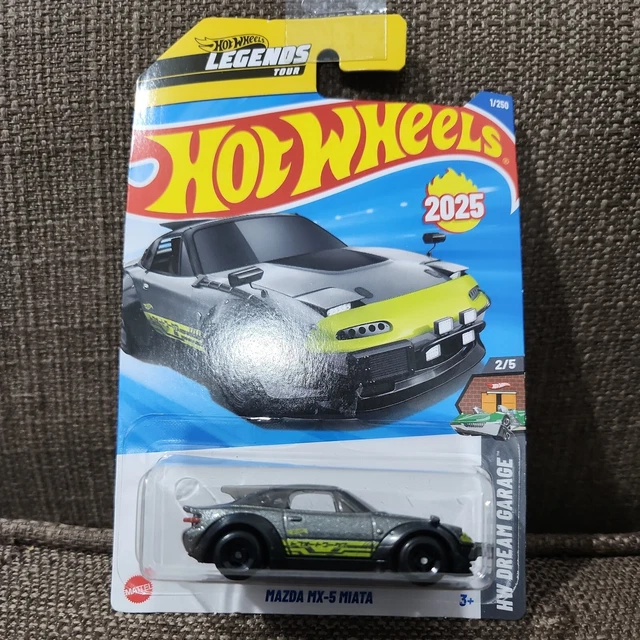 HOT WHEELS
LEGENDS
TOUR
1/250
HOT WHEELS®
2025
2/5
HW DREAM GARAGE™
MATTEL
MAZDA MX-5 MIATA
3+